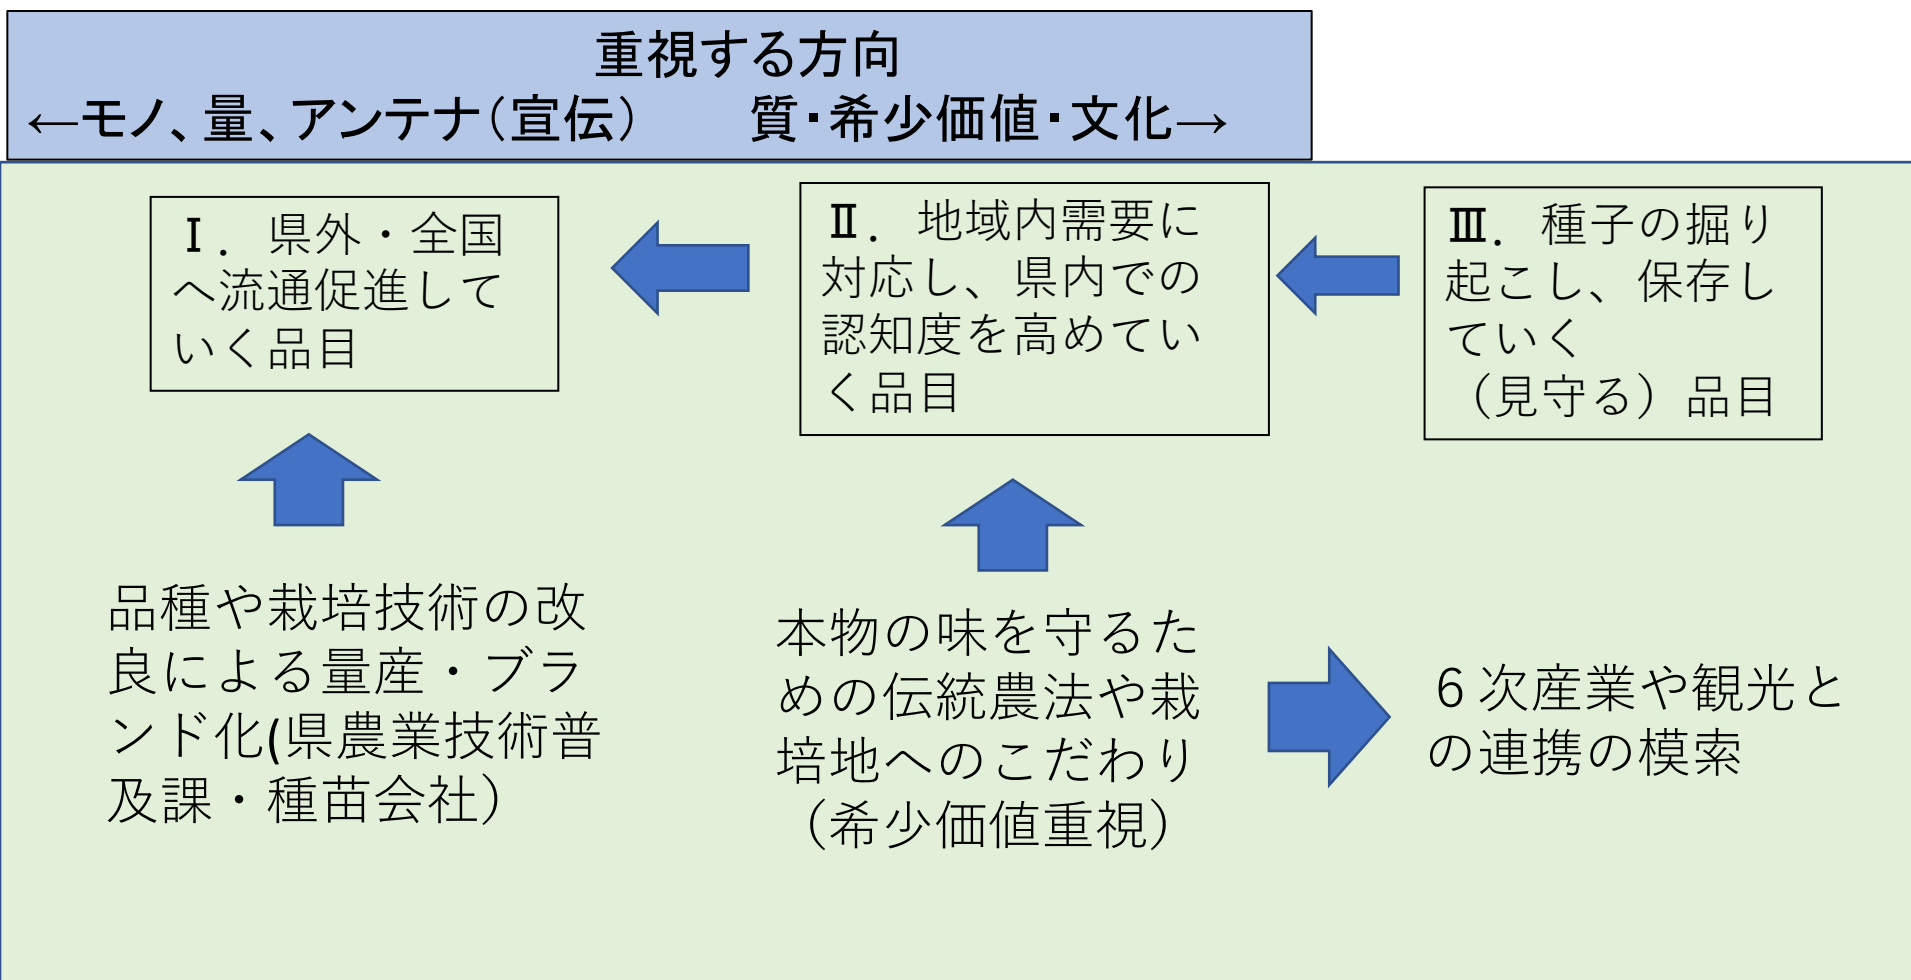 重視する方向
←モノ、量、アンテナ(宣伝)　　質・希少価値・文化→
Ⅰ．県外・全国
へ流通促進して
いく品目
Ⅱ．地域内需要に
対応し、県内での
認知度を高めてい
く品目
Ⅲ．種子の掘り
起こし、保存し
ていく
（見守る）品目
品種や栽培技術の改
良による量産・ブラ
ンド化(県農業技術普
及課・種苗会社）
本物の味を守るた
めの伝統農法や栽
培地へのこだわり
（希少価値重視）
６次産業や観光と
の連携の模索